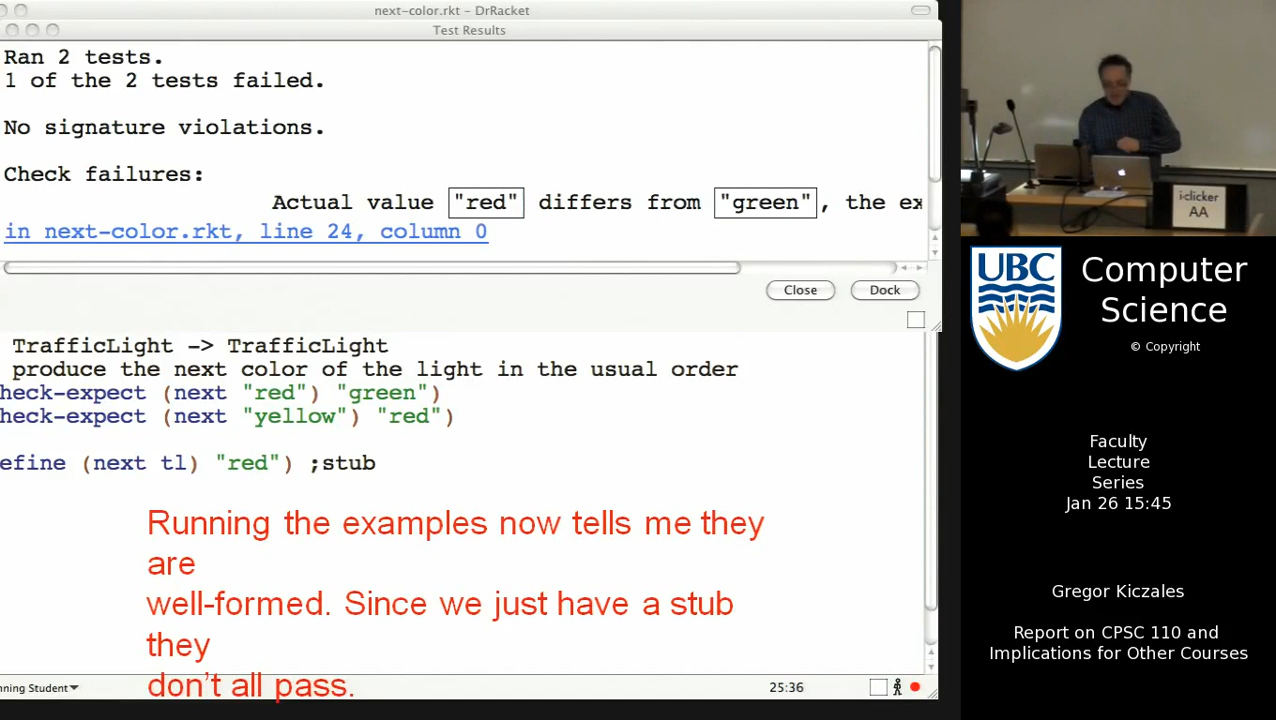 next-color.rkt - DrRacket
Test Results
Ran 2 tests.
1 of the 2 tests failed.
No signature violations.
Check failures:
Actual value "red" differs from "green", the ex
in next-color.rkt, line 24, column 0
Close Dock
TrafficLight -> TrafficLight
produce the next color of the light in the usual order
heck-expect (next "red") "green")
heck-expect (next "yellow") "red")
efine (next tl) "red") ;stub
Running the examples now tells me they
are
well-formed. Since we just have a stub
they
don't all pass.
nning Student 25:36
i-clicker
AA
UBC
Computer
Science
© Copyright
Faculty
Lecture
Series
Jan 26 15:45
Gregor Kiczales
Report on CPSC 110 and
Implications for Other Courses